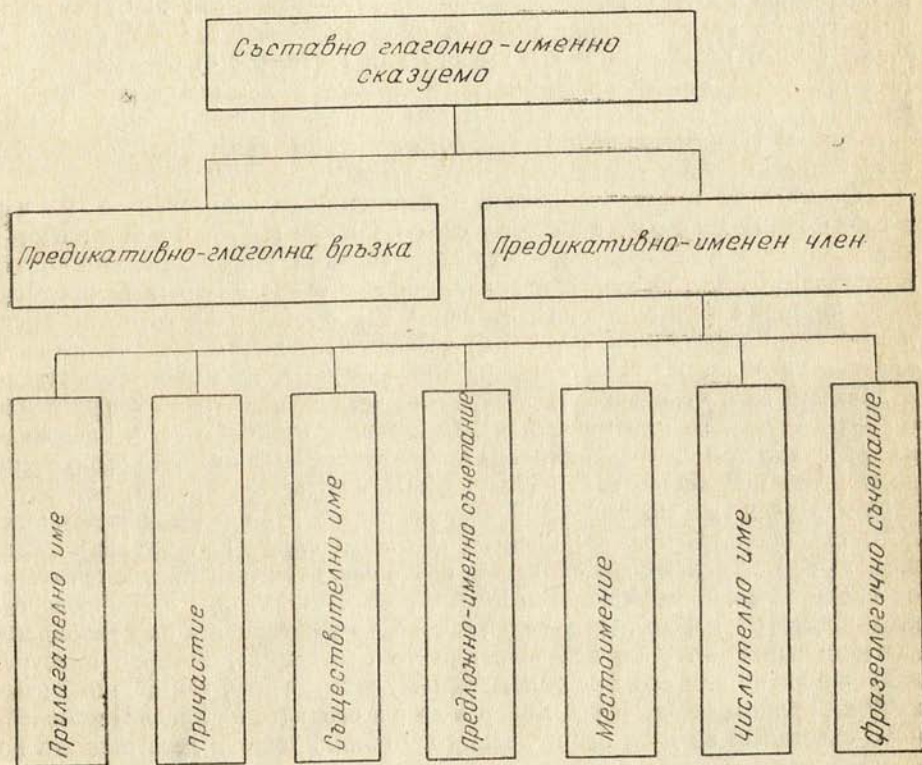 Съставно глаголно-именно
сказуемо
Предикативно-глаголна връзка
Предикативно-именен член
Прилагателно име
Причастие
Съществително име
Предложно-именно съчетание
Местоимение
Числително име
Фразеологично съчетание